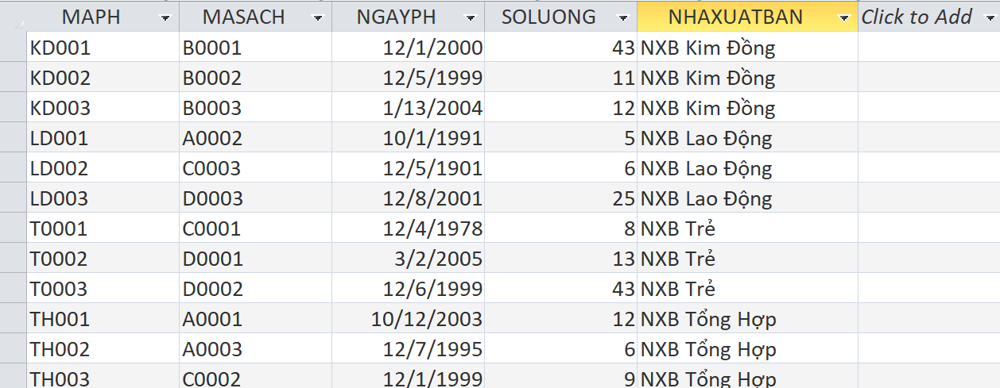 MAPH MASACH NGAYPH SOLUONG NHAXUATBAN Click to Add
KD001 B0001 12/1/2000 43 NXB Kim Đồng
KD002 B0002 12/5/1999 11 NXB Kim Đồng
KD003 B0003 1/13/2004 12 NXB Kim Đồng
LD001 A0002 10/1/1991 5 NXB Lao Động
LD002 C0003 12/5/1901 6 NXB Lao Động
LD003 D0003 12/8/2001 25 NXB Lao Động
T0001 C0001 12/4/1978 8 NXB Trẻ
T0002 D0001 3/2/2005 13 NXB Trẻ
T0003 D0002 12/6/1999 43 NXB Trẻ
TH001 A0001 10/12/2003 12 NXB Tổng Hợp
TH002 A0003 12/7/1995 6 NXB Tổng Hợp
TH003 C0002 12/1/1999 9 NXB Tổng Hợp